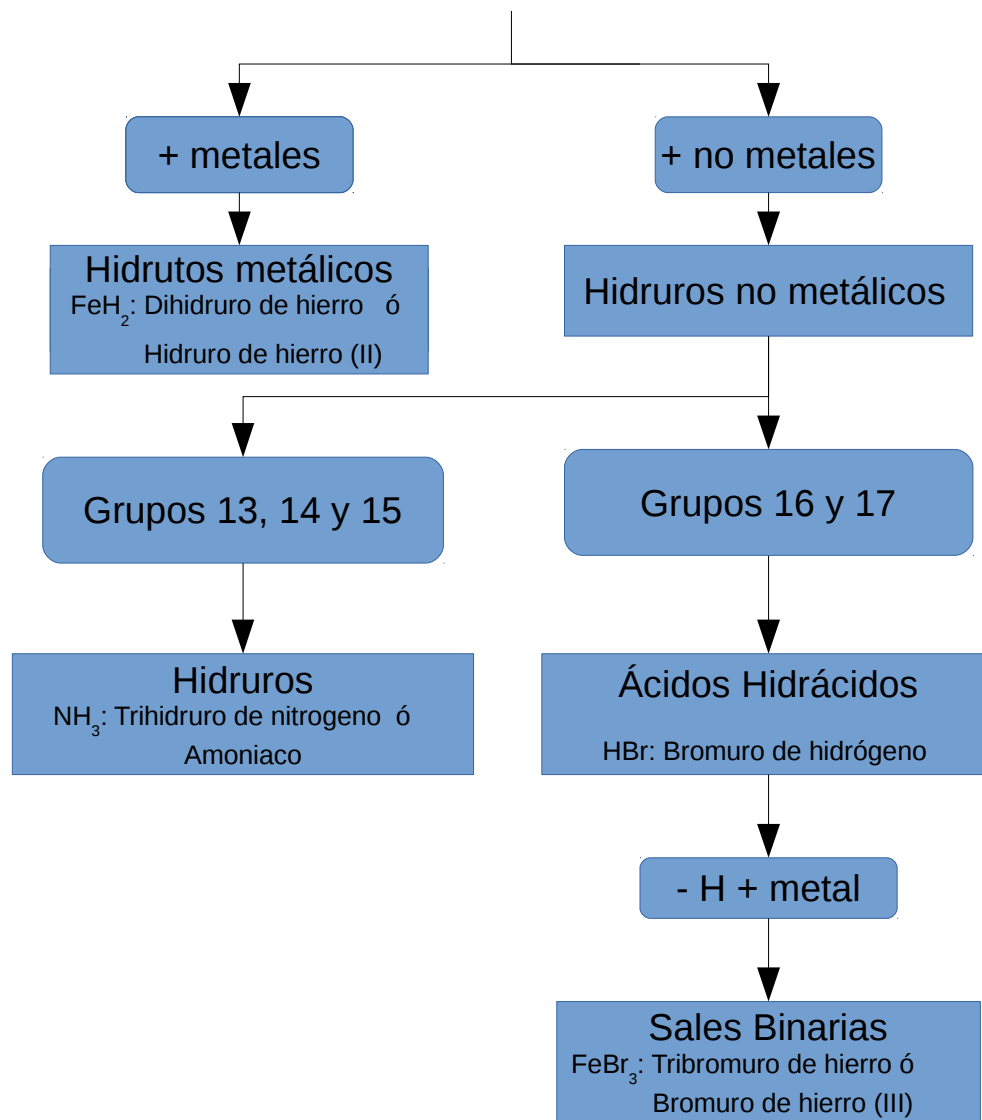 + metales
+ no metales
Hidrutos metálicos
FeH₂: Dihidruro de hierro ó
Hidruro de hierro (II)
Hidruros no metálicos
Grupos 13, 14 y 15
Grupos 16 y 17
Hidruros
NH₃: Trihidruro de nitrogeno ó
Amoniaco
Ácidos Hidrácidos
HBr: Bromuro de hidrógeno
- H + metal
Sales Binarias
FeBr₃: Tribromuro de hierro ó
Bromuro de hierro (III)